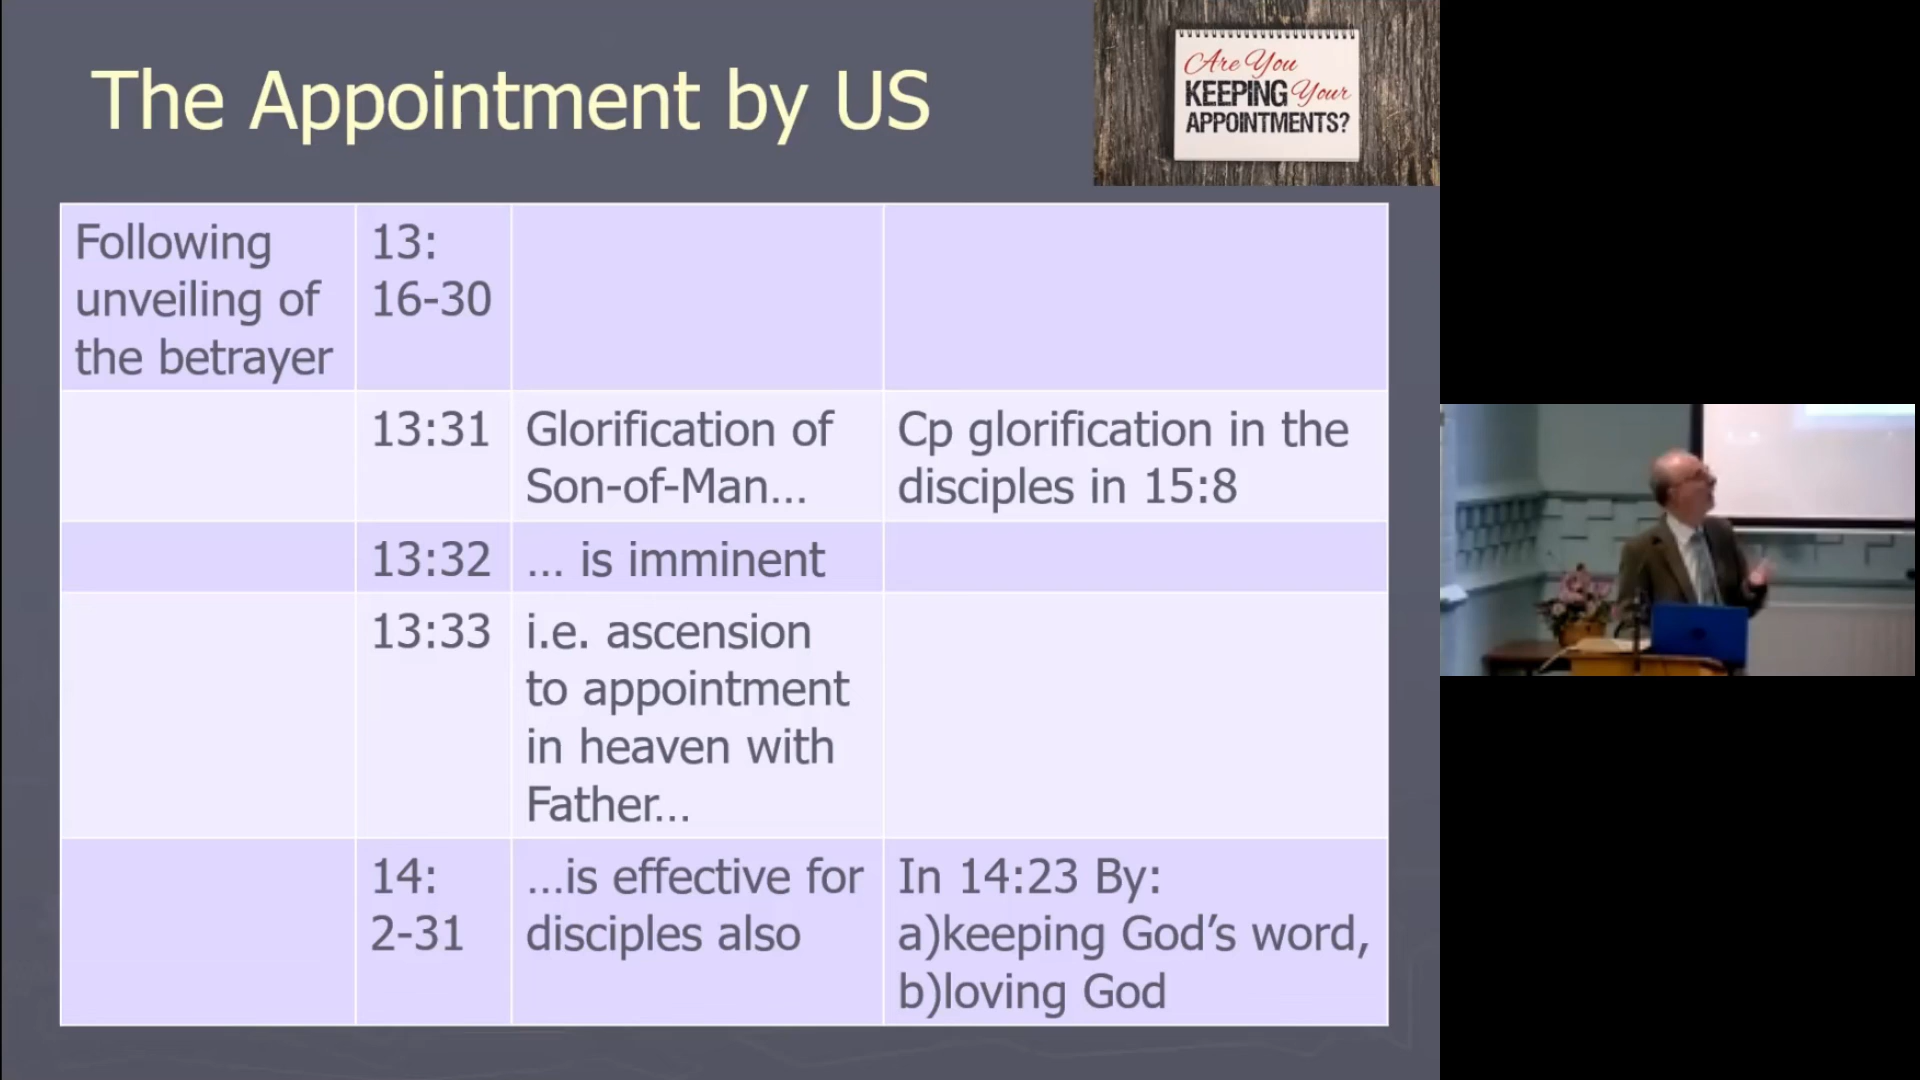 The Appointment by US
Are You
KEEPING Your
APPOINTMENTS?
Following
unveiling of
the betrayer
13:
16-30
13:31
Glorification of
Son-of-Man...
Cp glorification in the
disciples in 15:8
13:32
... is imminent
13:33
i.e. ascension
to appointment
in heaven with
Father...
14:
2-31
...is effective for
disciples also
In 14:23 By:
a)keeping God’s word,
b)loving God